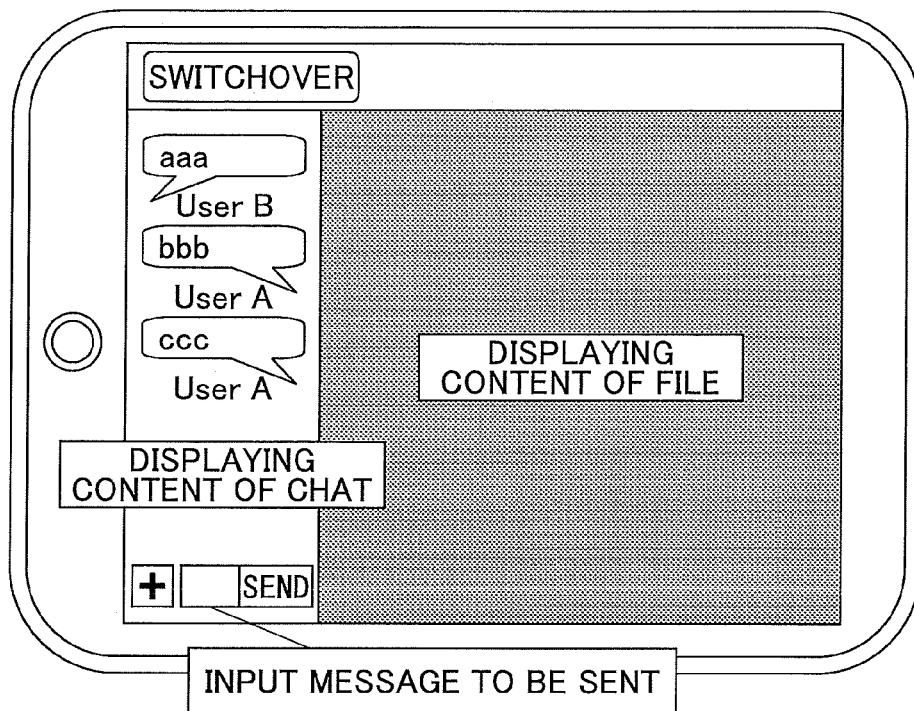 SWITCHOVER
aaa
User B
bbb
User A
ccc
User A
DISPLAYING
CONTENT OF FILE
DISPLAYING
CONTENT OF CHAT
+ SEND
INPUT MESSAGE TO BE SENT